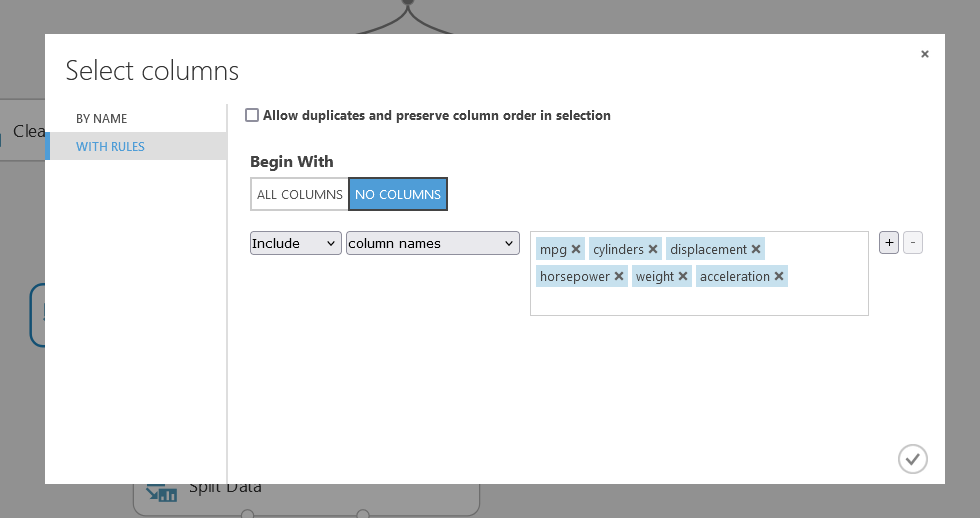 Select columns
×
BY NAME
WITH RULES
Allow duplicates and preserve column order in selection
Begin With
ALL COLUMNS NO COLUMNS
Include column names
mpg × cylinders × displacement ×
horsepower × weight × acceleration ×
+ -
Clea
Split Data